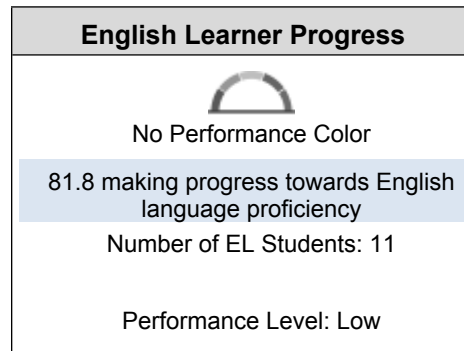 English Learner Progress
No Performance Color
81.8 making progress towards English
language proficiency
Number of EL Students: 11
Performance Level: Low